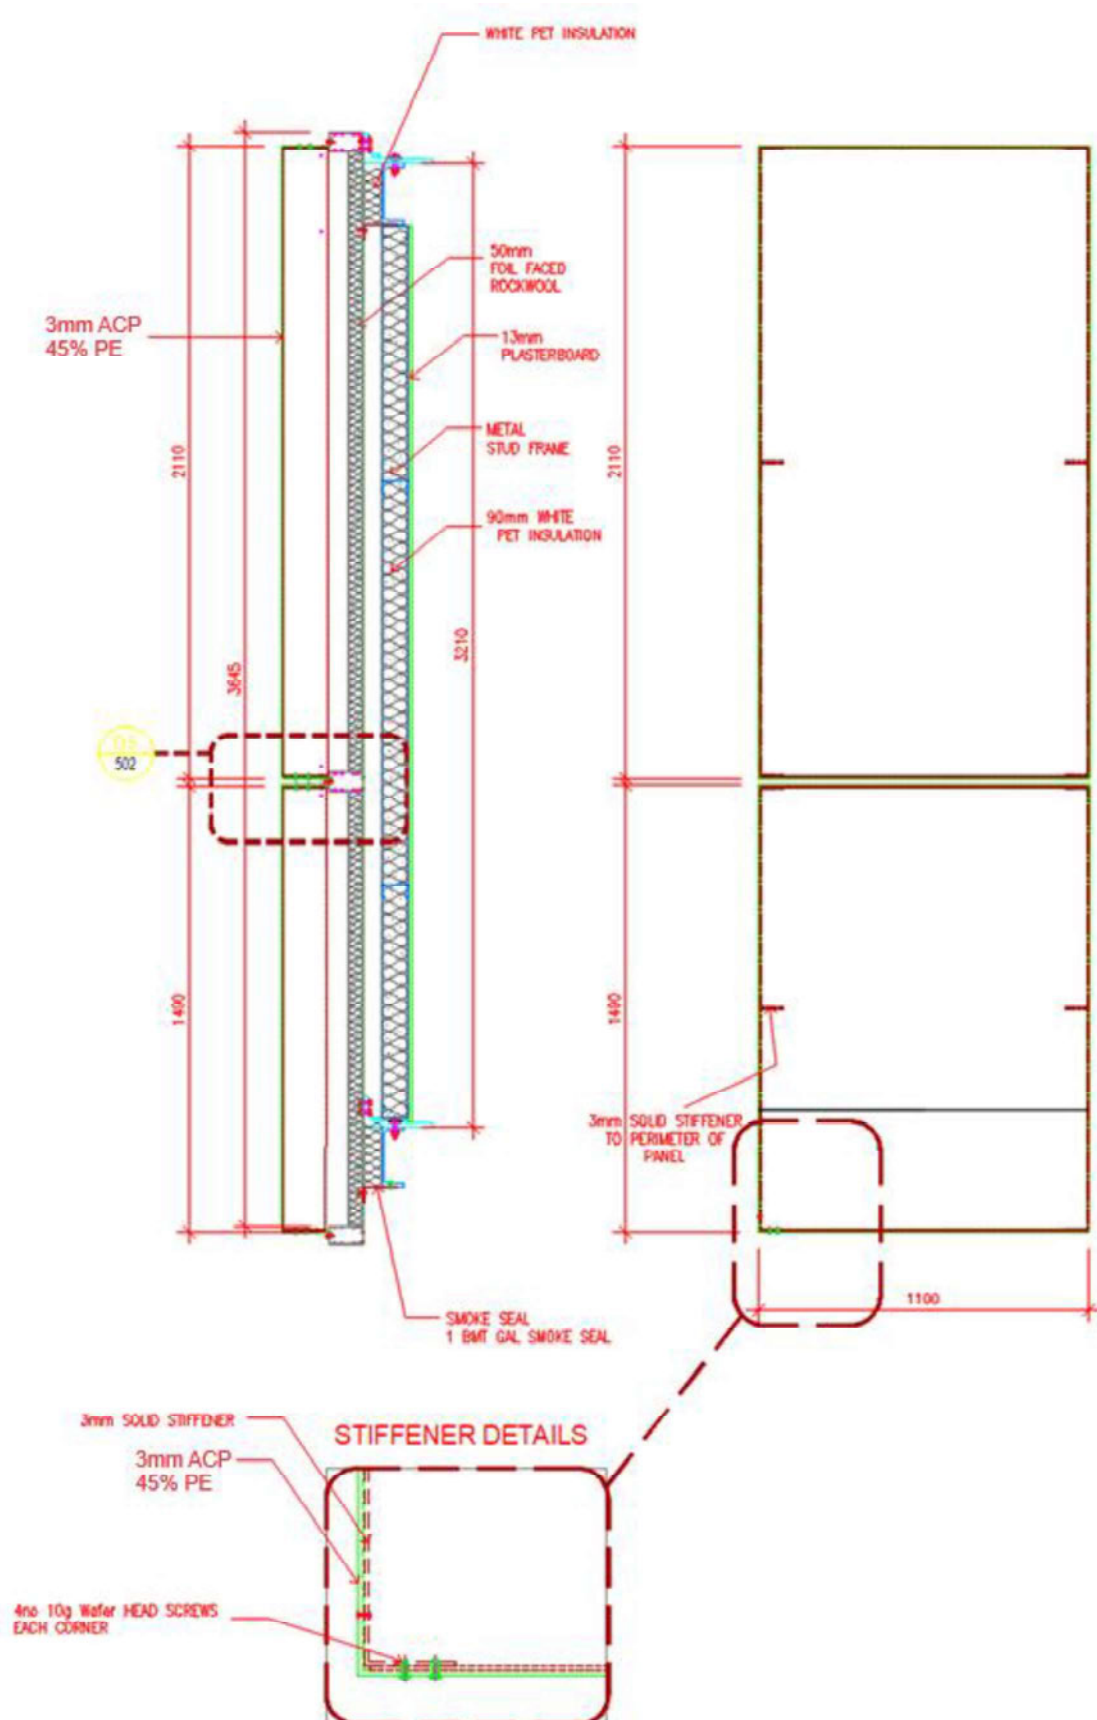 WHITE PET INSULATION
50mm
FOIL FACED
ROCKWOOL
3mm ACP
45% PE
13mm
PLASTERBOARD
2110
2110
METAL
STUD FRAME
90mm WHITE
PET INSULATION
3210
3645
502
1490
1490
3mm SOLID STIFFENER
TO PERIMETER OF
PANEL
1100
SMOKE SEAL
1 BMT GAL SMOKE SEAL
3mm SOLID STIFFENER
STIFFENER DETAILS
3mm ACP
45% PE
4no 10g Wafer HEAD SCREWS
EACH CORNER